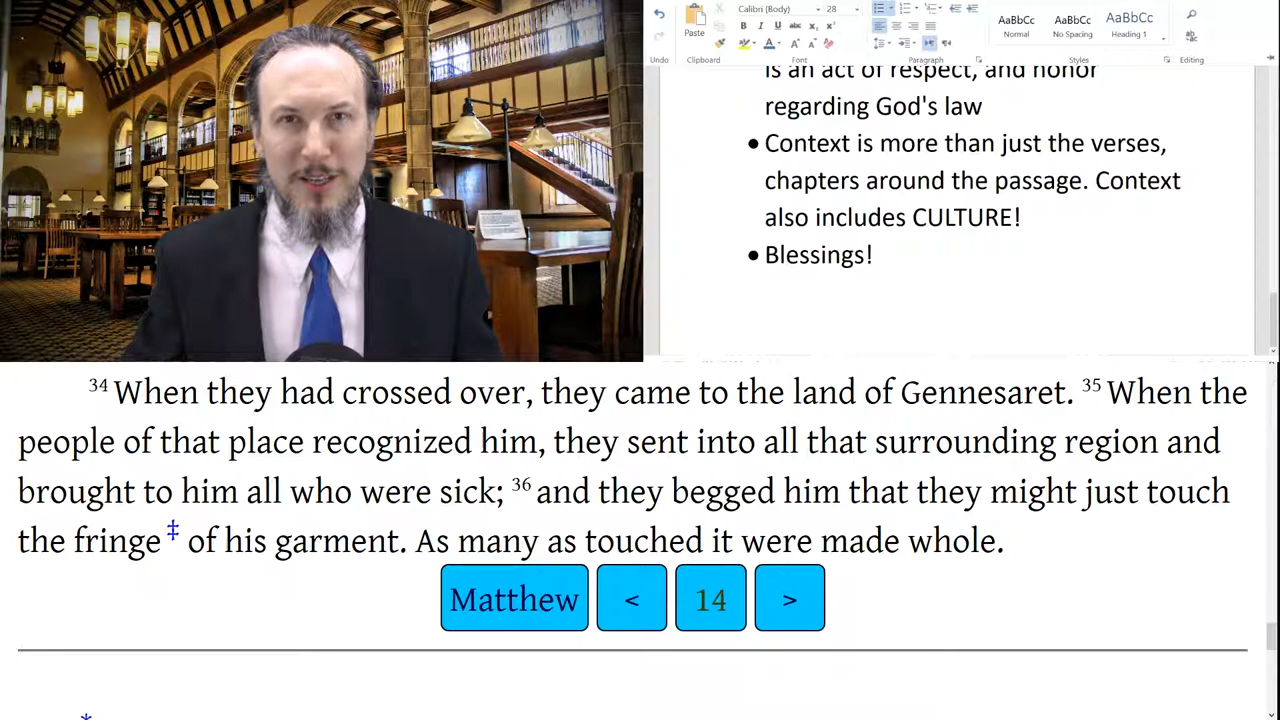 Calibri (Body)
28
Paste
B I U abc x₂ x²
AaBbCc AaBbCc AaBbCc
Normal No Spacing Heading 1
Undo Clipboard Font Paragraph Styles Editing
is an act of respect, and honor
regarding God's law
• Context is more than just the verses,
chapters around the passage. Context
also includes CULTURE!
• Blessings!
34 When they had crossed over, they came to the land of Gennesaret. 35 When the
people of that place recognized him, they sent into all that surrounding region and
brought to him all who were sick; 36 and they begged him that they might just touch
the fringe ‡ of his garment. As many as touched it were made whole.
Matthew < 14 >
*